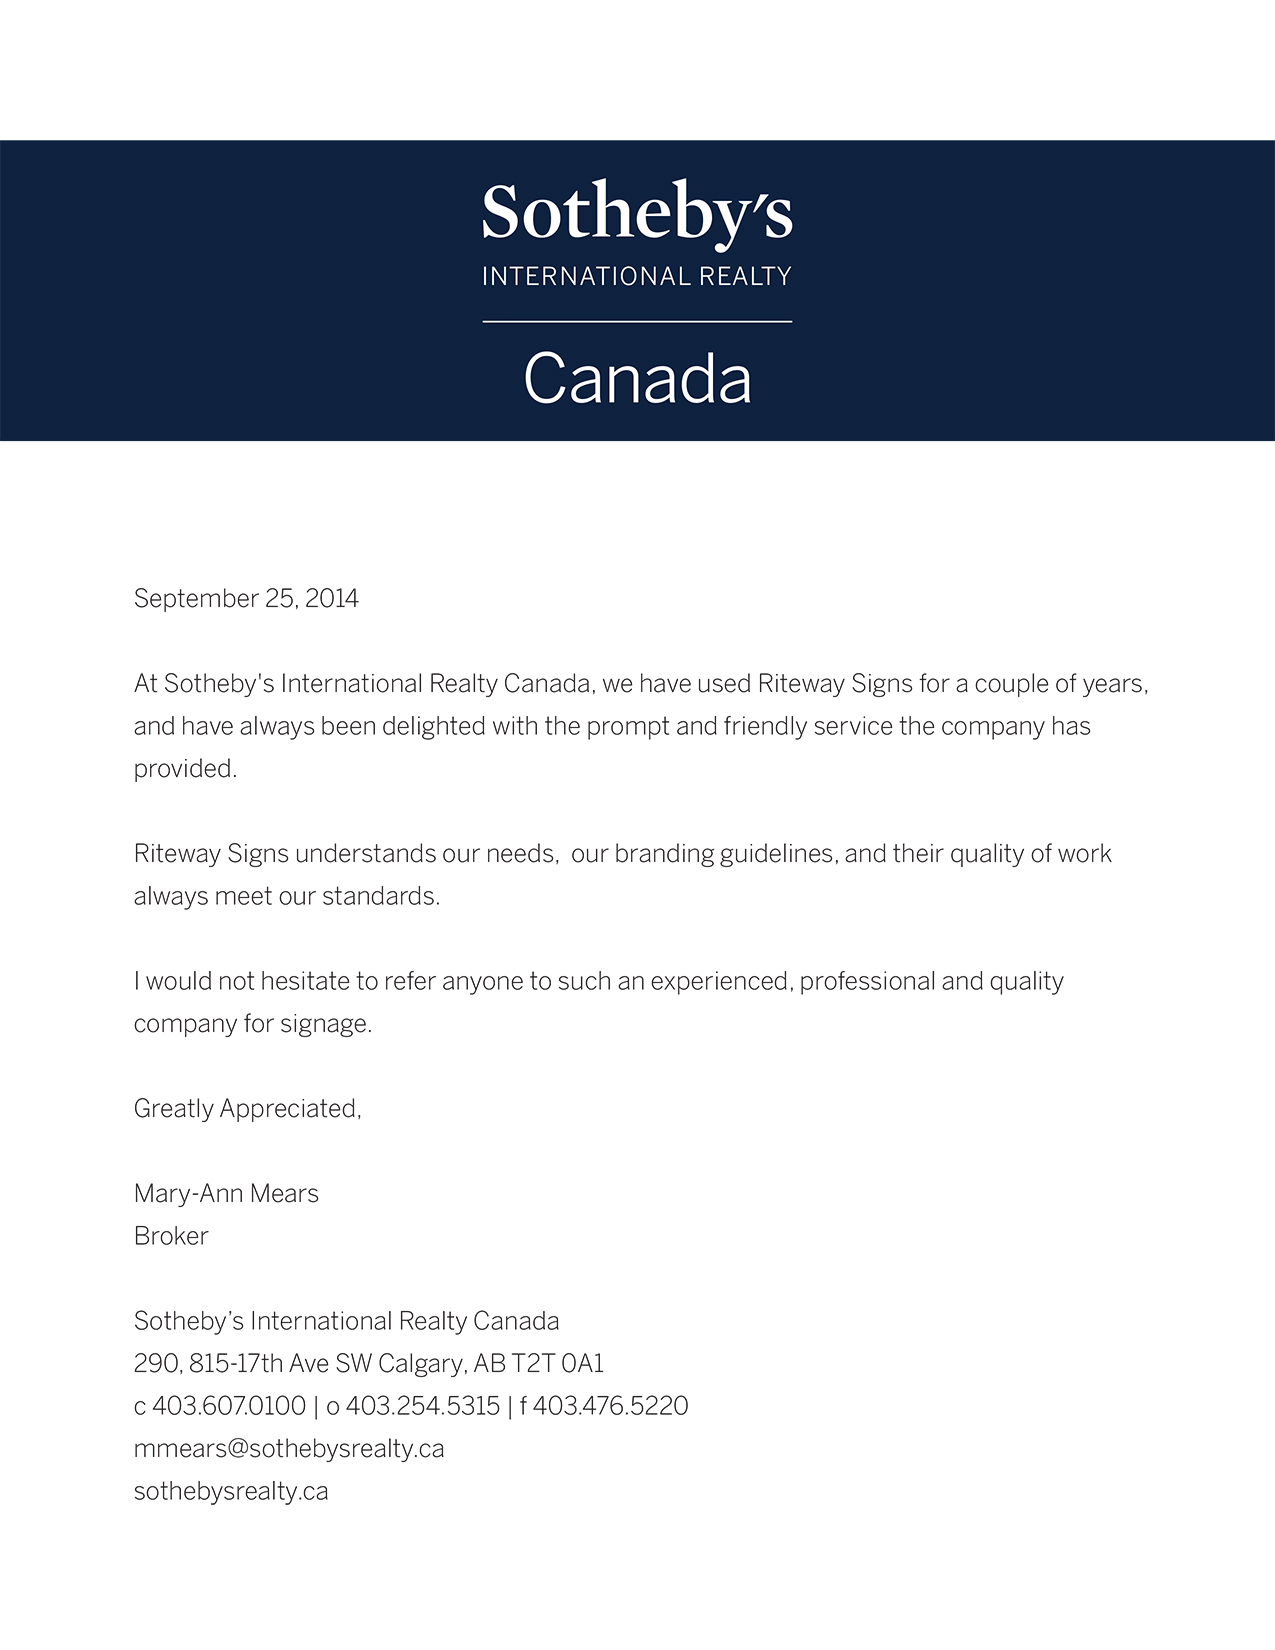 Sotheby's
INTERNATIONAL REALTY
Canada
September 25, 2014
At Sotheby's International Realty Canada, we have used Riteway Signs for a couple of years,
and have always been delighted with the prompt and friendly service the company has
provided.
Riteway Signs understands our needs,  our branding guidelines, and their quality of work
always meet our standards.
I would not hesitate to refer anyone to such an experienced, professional and quality
company for signage.
Greatly Appreciated,
Mary-Ann Mears
Broker
Sotheby’s International Realty Canada
290, 815-17th Ave SW Calgary, AB T2T 0A1
c 403.607.0100 | o 403.254.5315 | f 403.476.5220
mmears@sothebysrealty.ca
sothebysrealty.ca